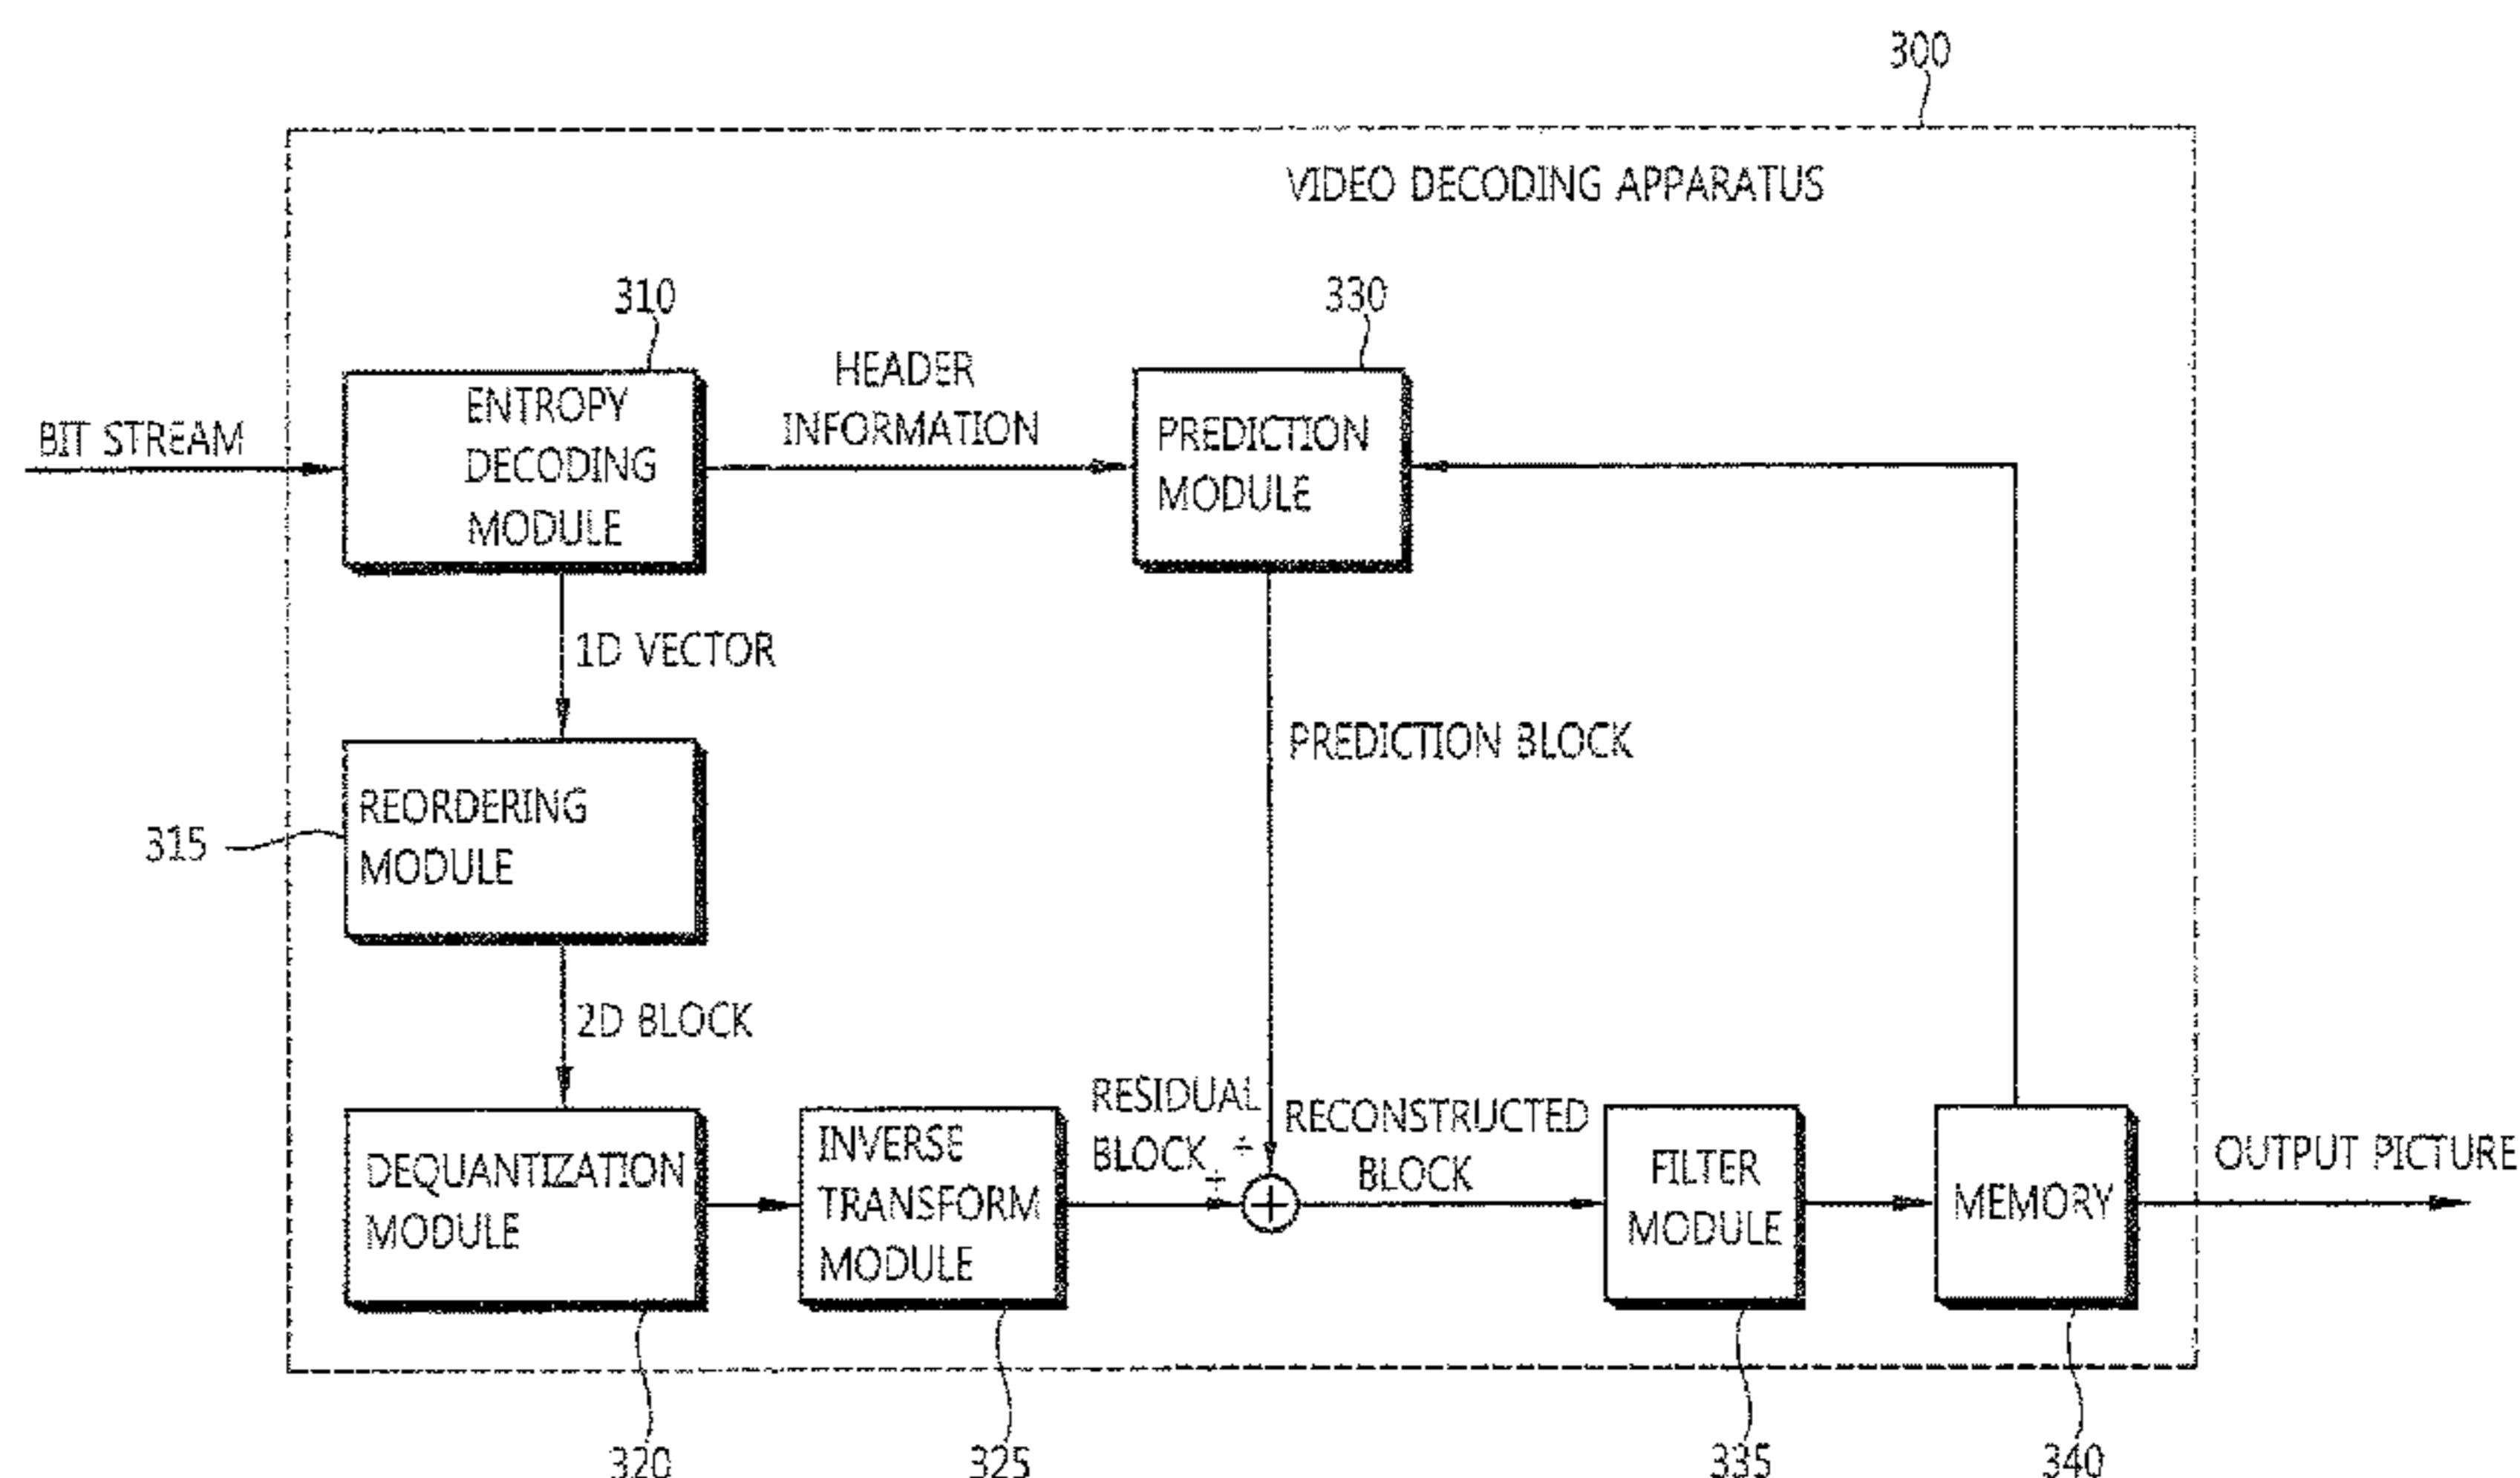 300
VIDEO DECODING APPARATUS
310
330
BIT STREAM
ENTROPY
DECODING
MODULE
HEADER
INFORMATION
PREDICTION
MODULE
1D VECTOR
PREDICTION BLOCK
315
REORDERING
MODULE
2D BLOCK
DEQUANTIZATION
MODULE
INVERSE
TRANSFORM
MODULE
RESIDUAL
BLOCK
+
+
+
RECONSTRUCTED
BLOCK
FILTER
MODULE
MEMORY
OUTPUT PICTURE
320
325
335
340